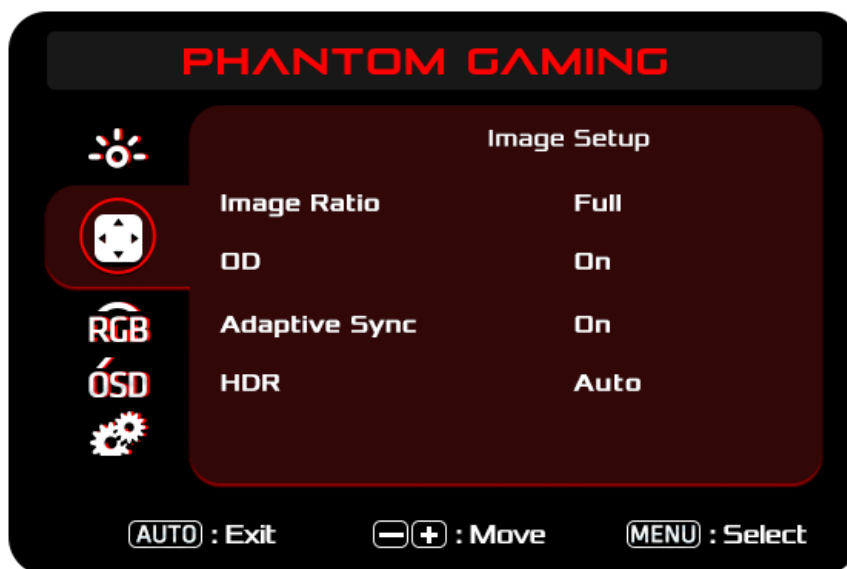 PHANTOM GAMING
Image Setup
Image Ratio Full
OD On
Adaptive Sync On
RGB
HDR Auto
OSD
AUTO : Exit - + : Move MENU : Select